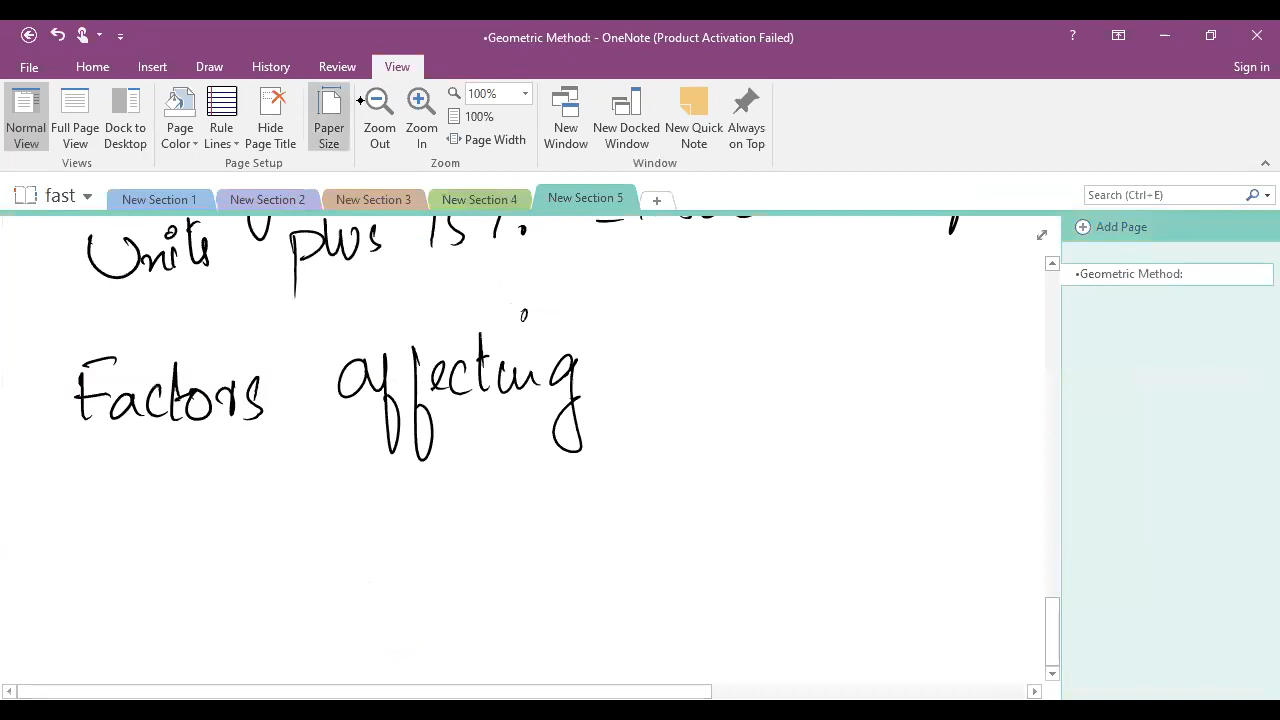 •Geometric Method: - OneNote (Product Activation Failed)
?
File Home Insert Draw History Review View
Sign in
Normal View
Full Page View
Dock to Desktop
Page Color
Rule Lines
Hide Page Title
Paper Size
Zoom Out
Zoom In
100%
100%
Page Width
New Window
New Docked Window
New Quick Note
Always on Top
Views Page Setup Zoom Window
fast New Section 1 New Section 2 New Section 3 New Section 4 New Section 5
Search (Ctrl+E)
Add Page
•Geometric Method:
Units plus 15%
Factors affecting